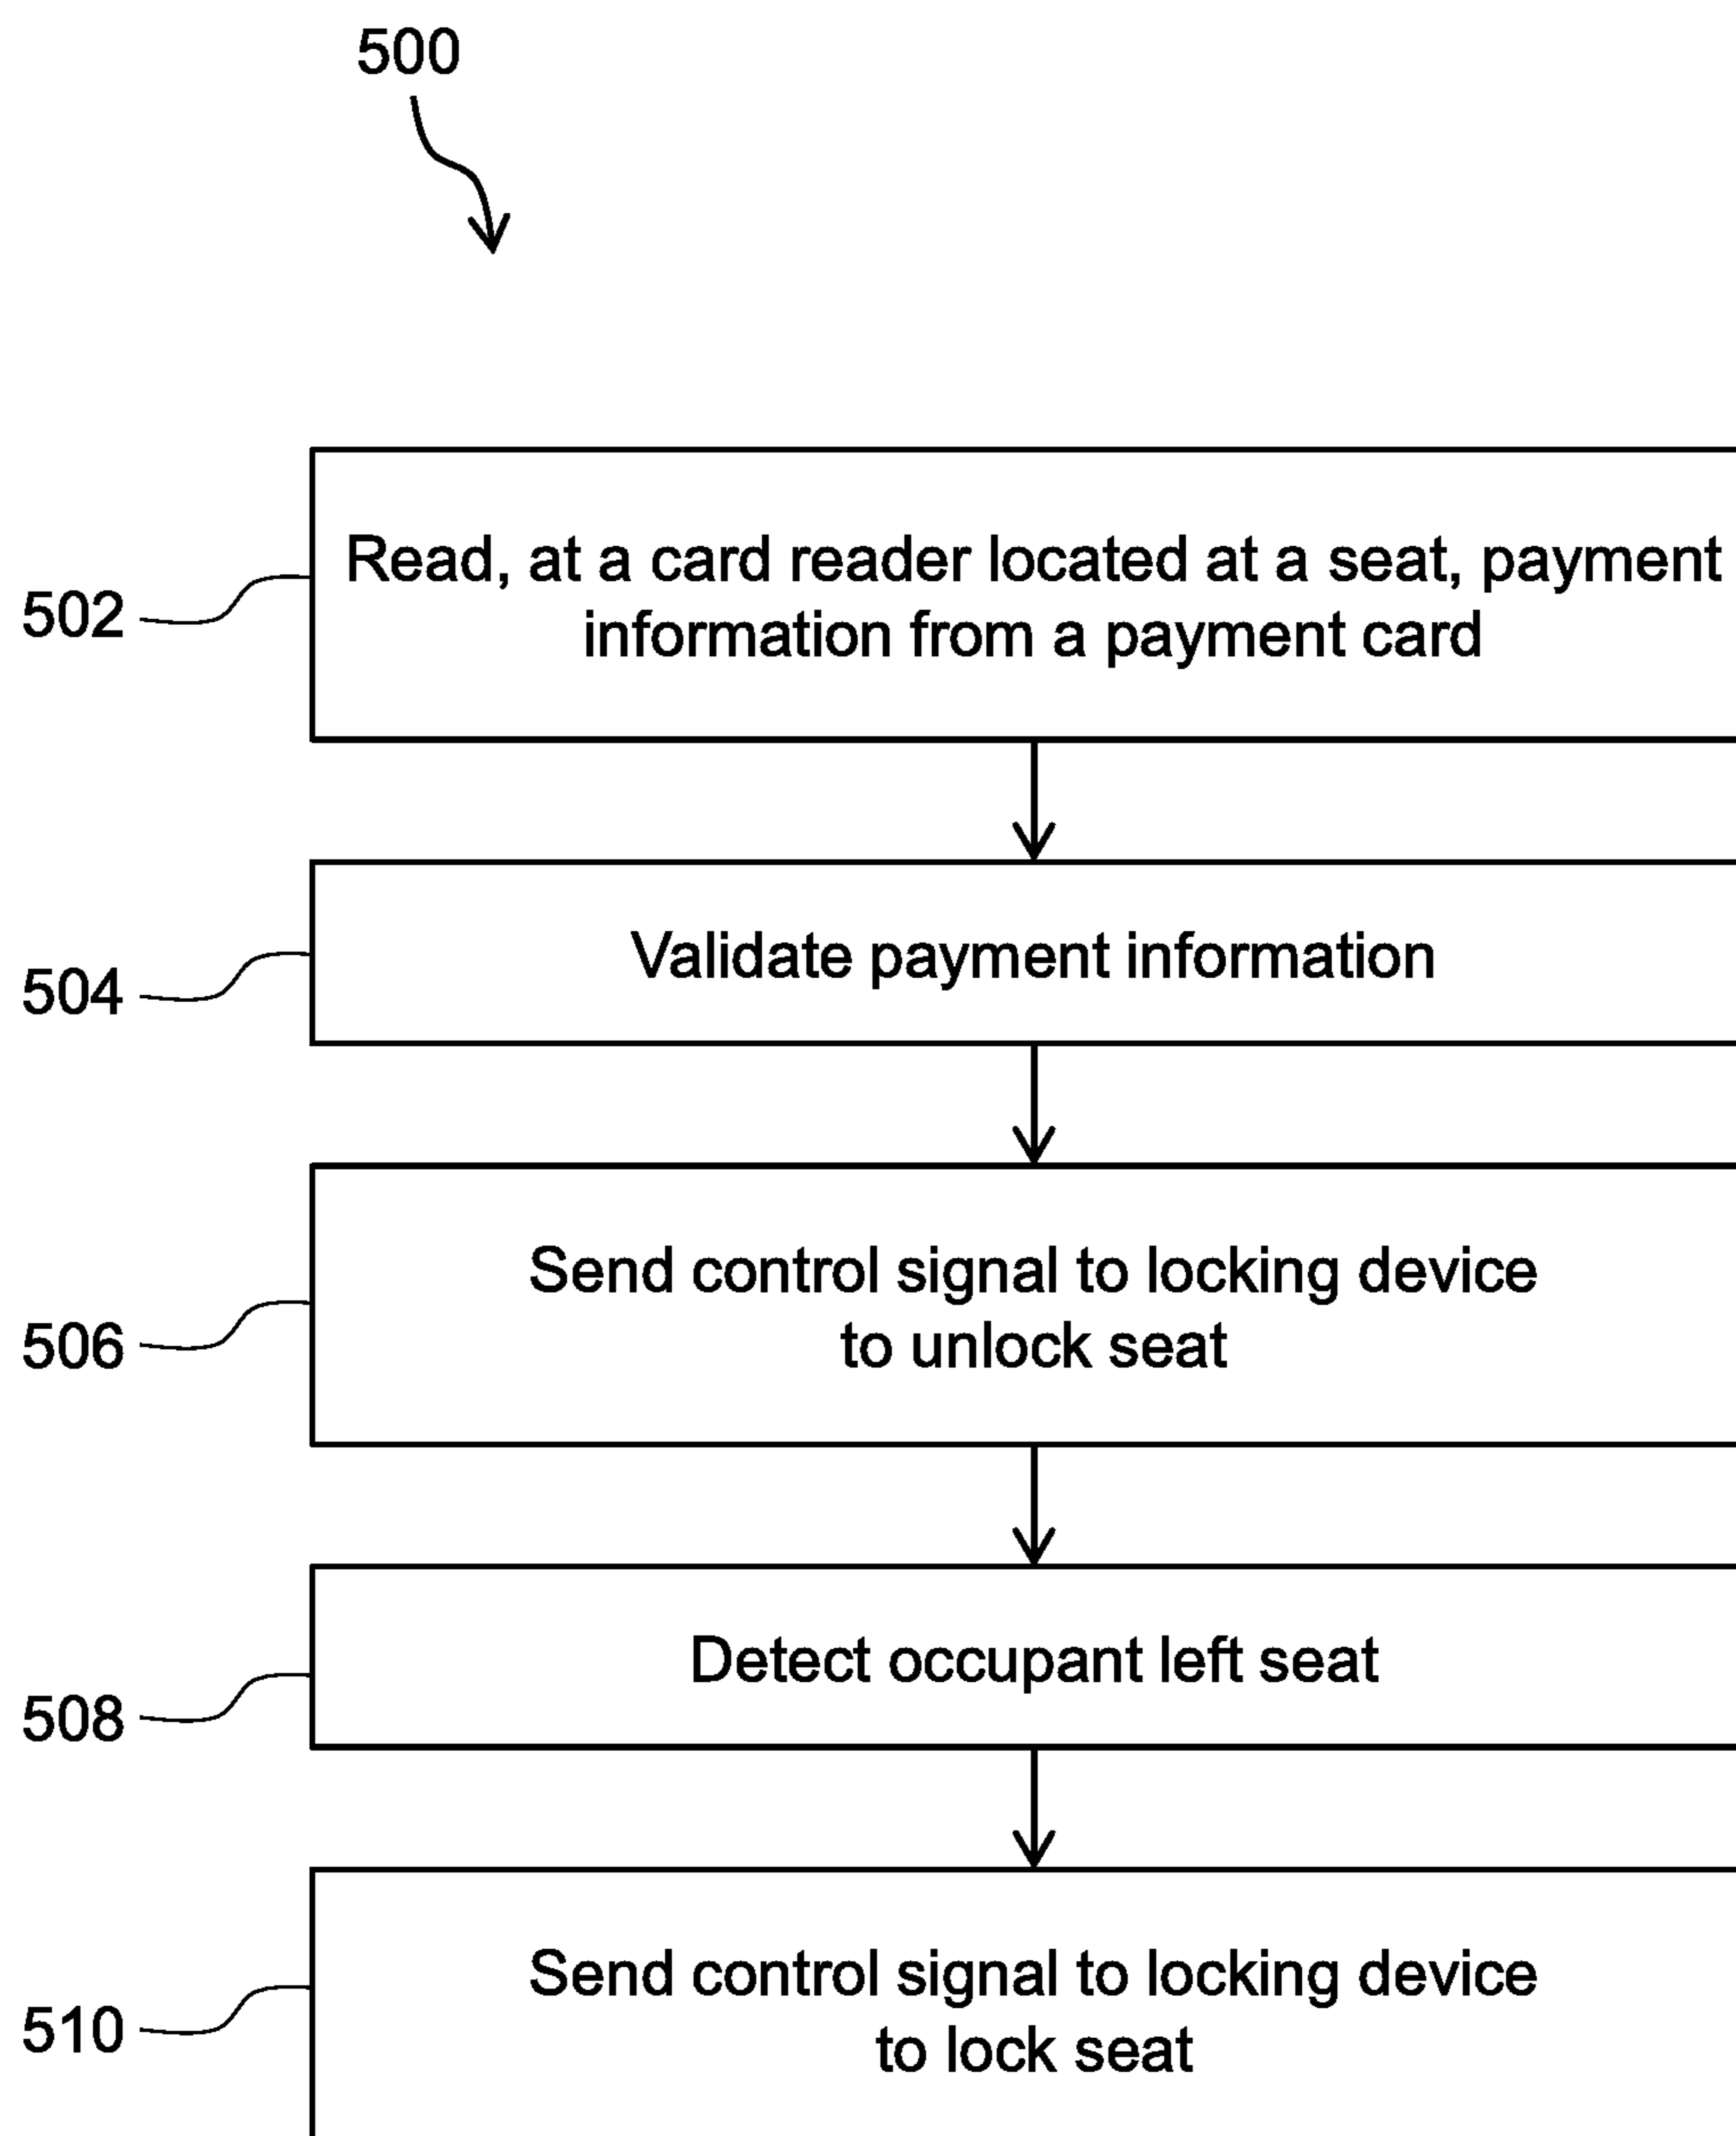 500
502
Read, at a card reader located at a seat, payment
information from a payment card
504
Validate payment information
506
Send control signal to locking device
to unlock seat
508
Detect occupant left seat
510
Send control signal to locking device
to lock seat